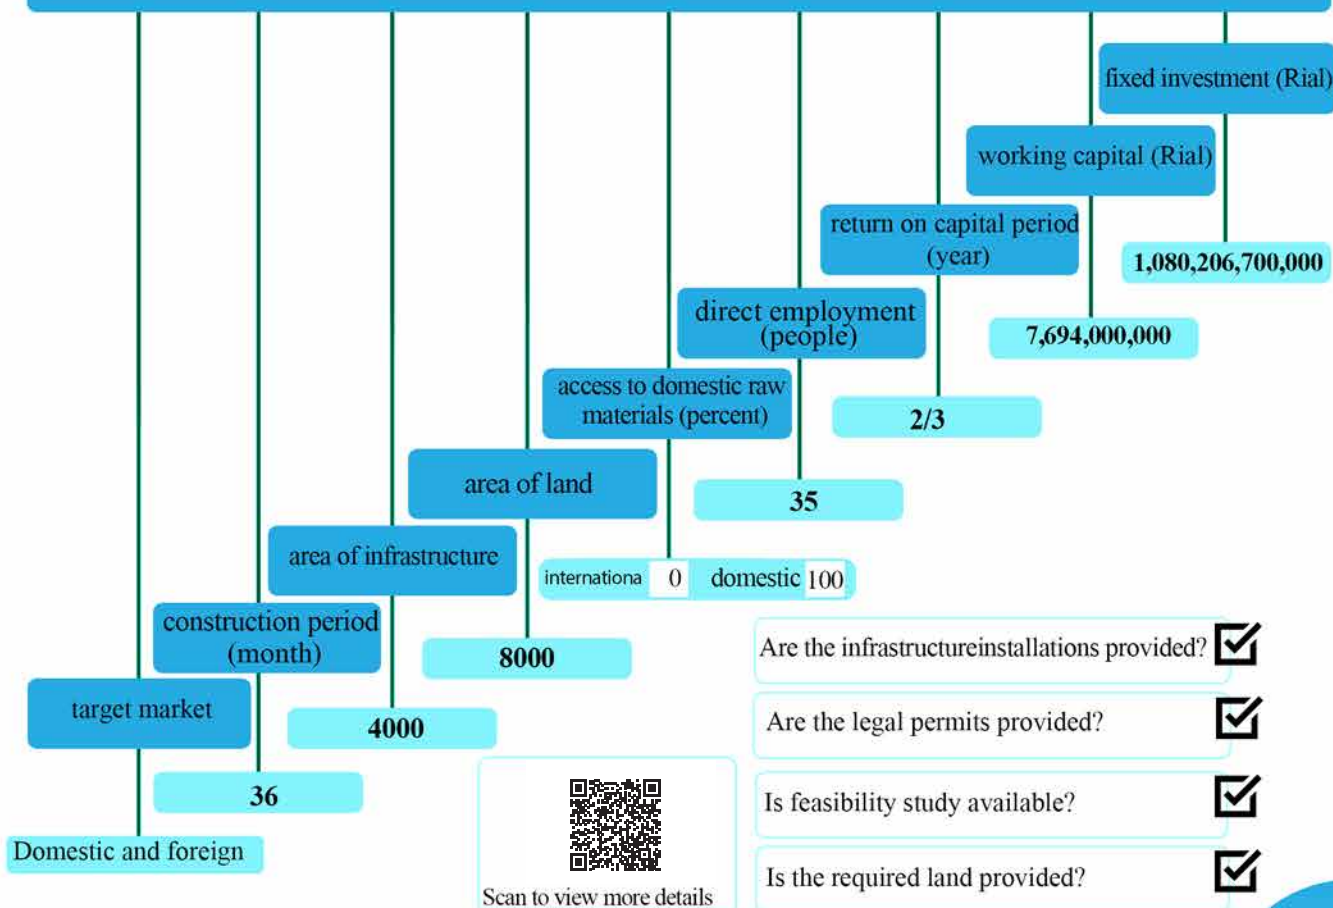 fixed investment (Rial)
1,080,206,700,000
working capital (Rial)
7,694,000,000
return on capital period
(year)
2/3
direct employment
(people)
35
access to domestic raw
materials (percent)
internationa 0 domestic 100
area of land
8000
area of infrastructure
4000
construction period
(month)
36
target market
Domestic and foreign
Are the infrastructureinstallations provided?
Are the legal permits provided?
Is feasibility study available?
Is the required land provided?
Scan to view more details